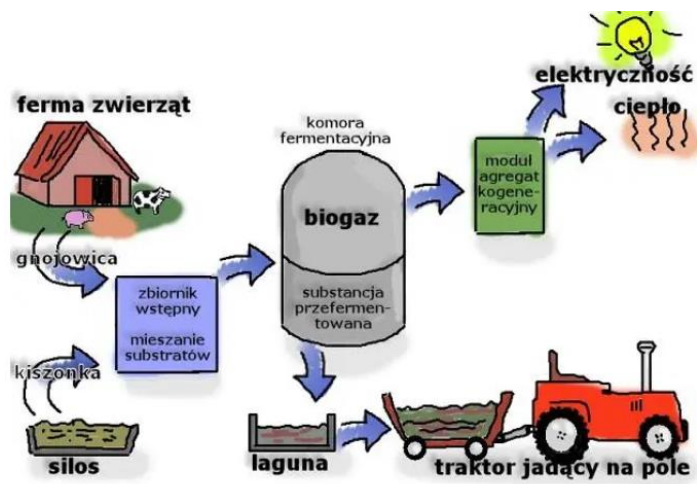 elektryczność
ciepło
ferma zwierząt
komora
fermentacyjna
moduł
agregat
kogene-
racyjny
biogaz
gnojowica
zbiornik
wstępny
mieszanie
substratów
substancja
przefermen-
towana
kiszonka
silos
laguna
traktor jadący na pole